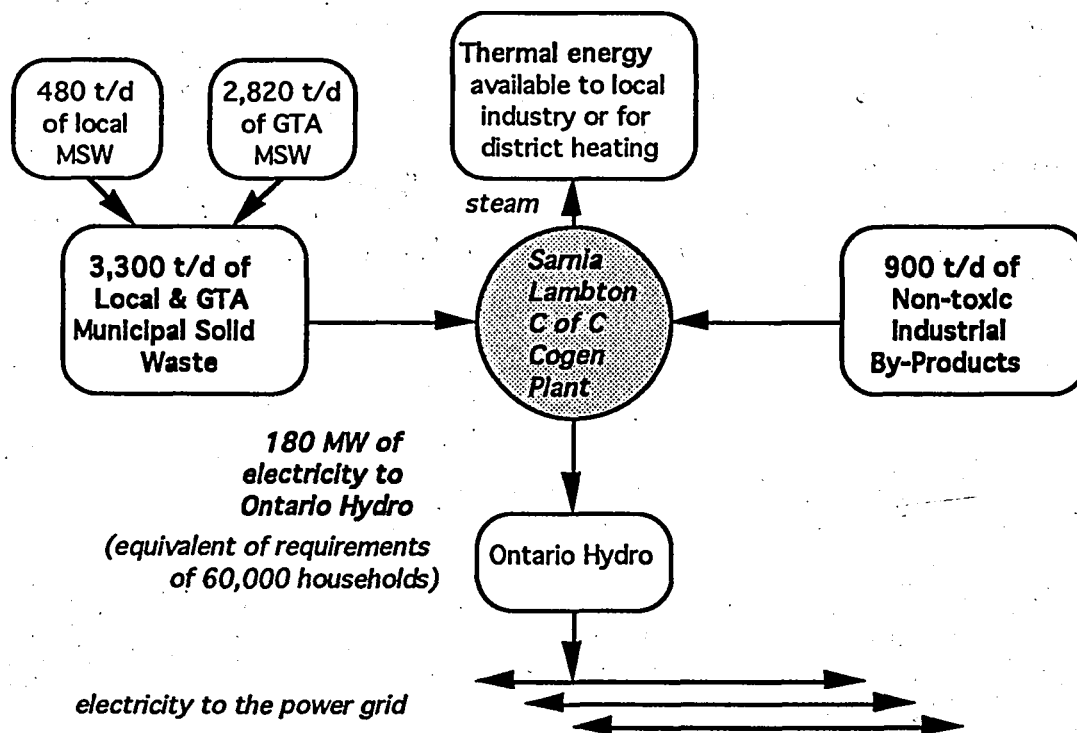 480 t/d
of local
MSW
2,820 t/d
of GTA
MSW
Thermal energy
available to local
industry or for
district heating
steam
3,300 t/d of
Local & GTA
Municipal Solid
Waste
Sarnia
Lambton
C of C
Cogen
Plant
900 t/d of
Non-toxic
Industrial
By-Products
180 MW of
electricity to
Ontario Hydro
(equivalent of requirements
of 60,000 households)
Ontario Hydro
electricity to the power grid